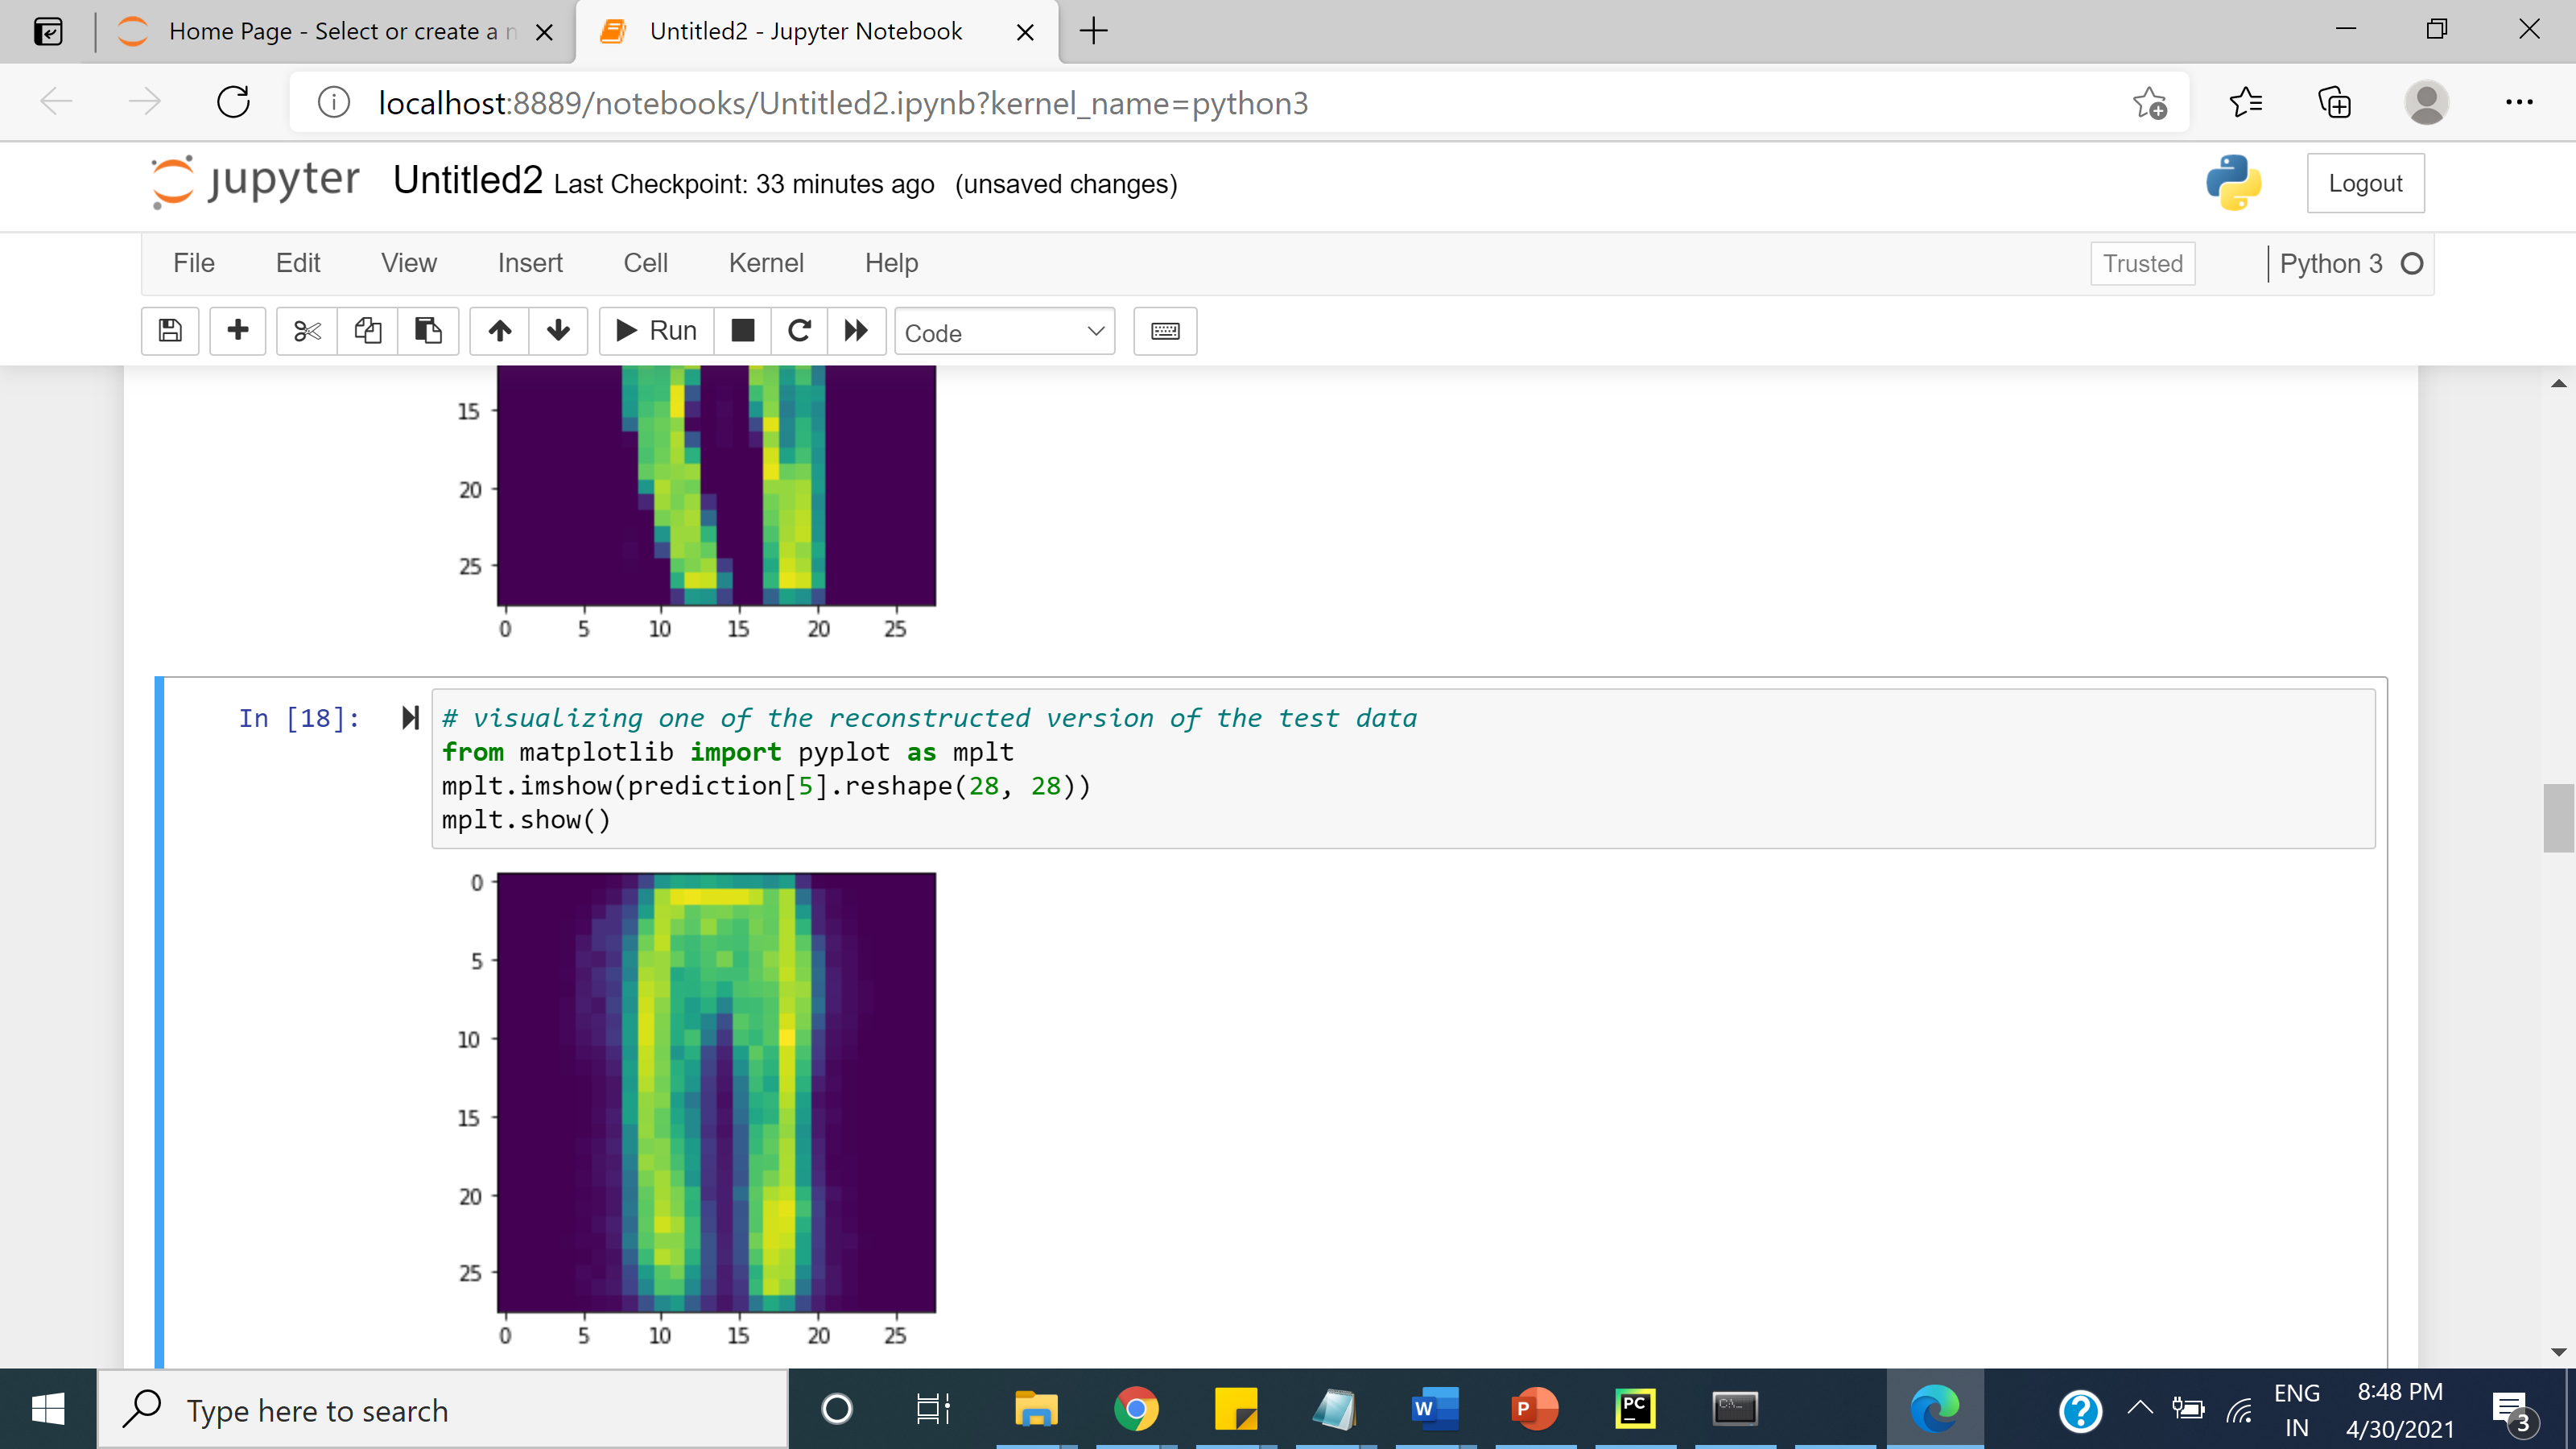 Home Page - Select or create a n
Untitled2 - Jupyter Notebook
localhost:8889/notebooks/Untitled2.ipynb?kernel_name=python3
jupyter Untitled2 Last Checkpoint: 33 minutes ago (unsaved changes)
Logout
File Edit View Insert Cell Kernel Help
Trusted
Python 3
Run
Code
15
20
25
0 5 10 15 20 25
In [18]:
# visualizing one of the reconstructed version of the test data
from matplotlib import pyplot as mplt
mplt.imshow(prediction[5].reshape(28, 28))
mplt.show()
0
5
10
15
20
25
0 5 10 15 20 25
Type here to search
W
P
PC
C:\.
?
ENG
IN
8:48 PM
4/30/2021
3